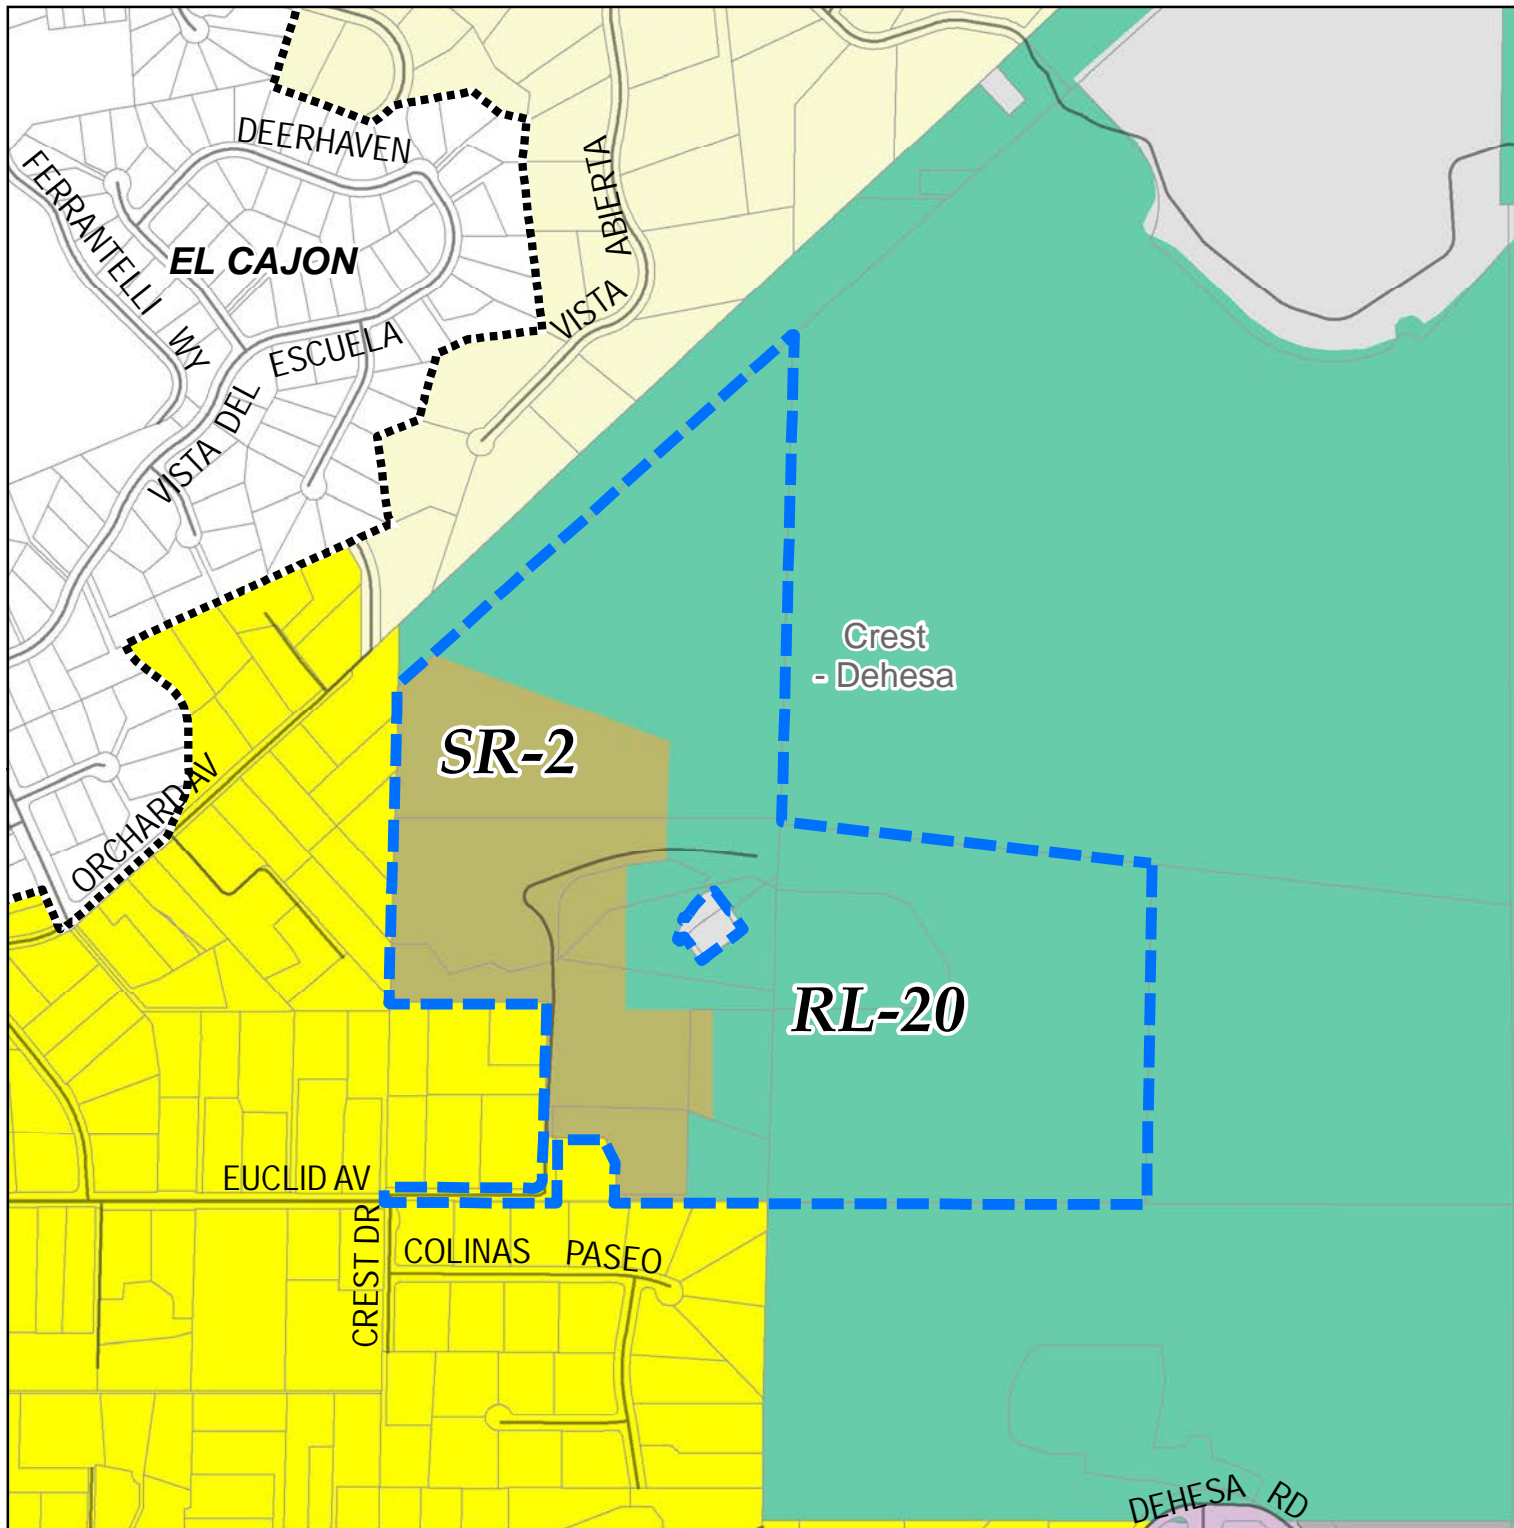 DEERHAVEN
FERRANTELLI WY
EL CAJON
VISTA ABIERTA
VISTA DEL ESCUELA
Crest
- Dehesa
SR-2
ORCHARD AV
RL-20
EUCLID AV
CREST DR
COLINAS PASEO
DEHESA RD